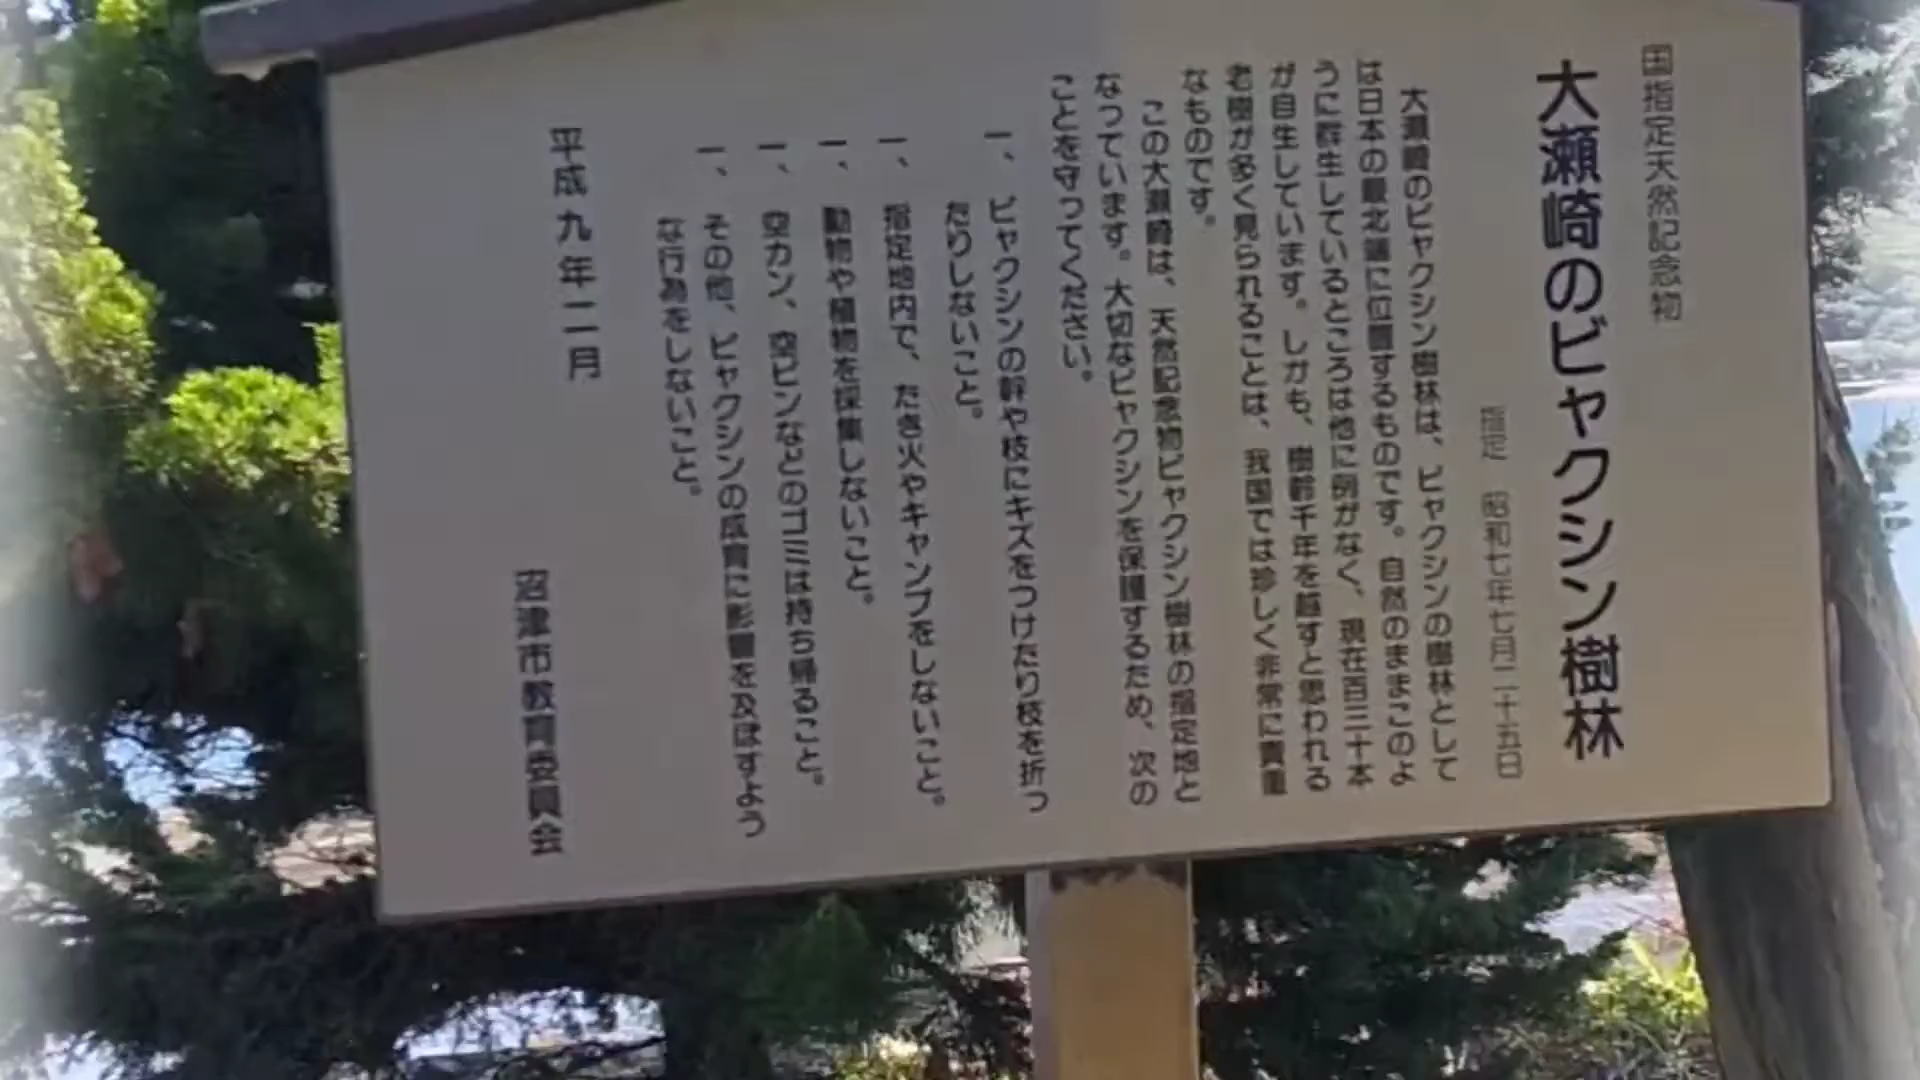 国指定天然記念物
大瀬崎のビャクシン樹林
指定 昭和七年七月二十五日
大瀬崎のビャクシン樹林は、ビャクシンの樹林として
は日本の最北端に位置するものです。自然のままこのよ
うに群生しているところは他に例がなく、現在百三十本
が自生しています。しかも、樹齢千年を越すと思われる
老樹が多く見られることは、我国では珍しく非常に貴重
なものです。
この大瀬崎は、天然記念物ビャクシン樹林の指定地と
なっています。大切なビャクシンを保護するため、次の
ことを守ってください。
一、ビャクシンの幹や枝にキズをつけたり枝を折っ
たりしないこと。
一、指定地内で、たき火やキャンプをしないこと。
一、動物や植物を採集しないこと。
一、空カン、空ビンなどのゴミは持ち帰ること。
一、その他、ビャクシンの成育に影響を及ぼすよう
な行為をしないこと。
平成九年二月
沼津市教育委員会